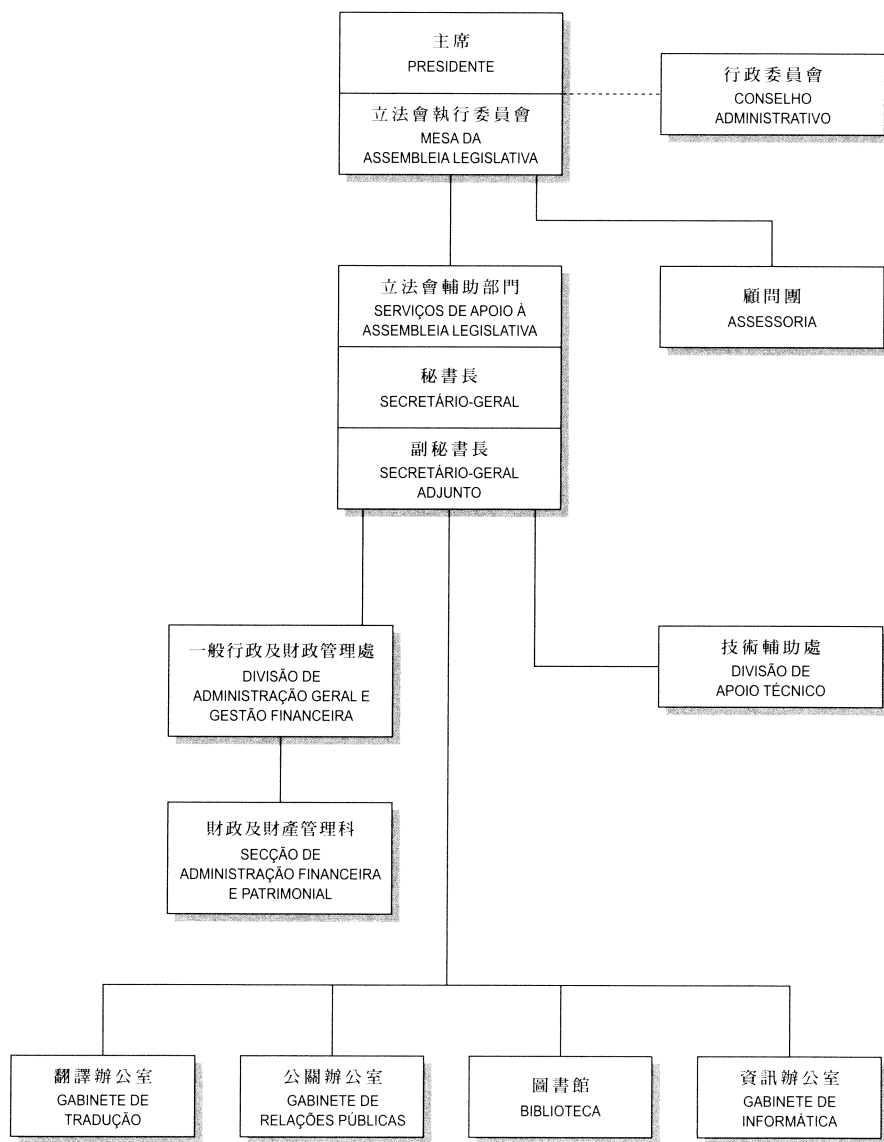 主席
PRESIDENTE
立法會執行委員會
MESA DA
ASSEMBLEIA LEGISLATIVA
行政委員會
CONSELHO
ADMINISTRATIVO
立法會輔助部門
SERVIÇOS DE APOIO À
ASSEMBLEIA LEGISLATIVA
秘書長
SECRETÁRIO-GERAL
副秘書長
SECRETÁRIO-GERAL
ADJUNTO
顧問團
ASSESSORIA
一般行政及財政管理處
DIVISÃO DE
ADMINISTRAÇÃO GERAL E
GESTÃO FINANCEIRA
技術輔助處
DIVISÃO DE
APOIO TÉCNICO
財政及財產管理科
SECÇÃO DE
ADMINISTRAÇÃO FINANCEIRA
E PATRIMONIAL
翻譯辦公室
GABINETE DE
TRADUÇÃO
公關辦公室
GABINETE DE
RELAÇÕES PÚBLICAS
圖書館
BIBLIOTECA
資訊辦公室
GABINETE DE
INFORMÁTICA